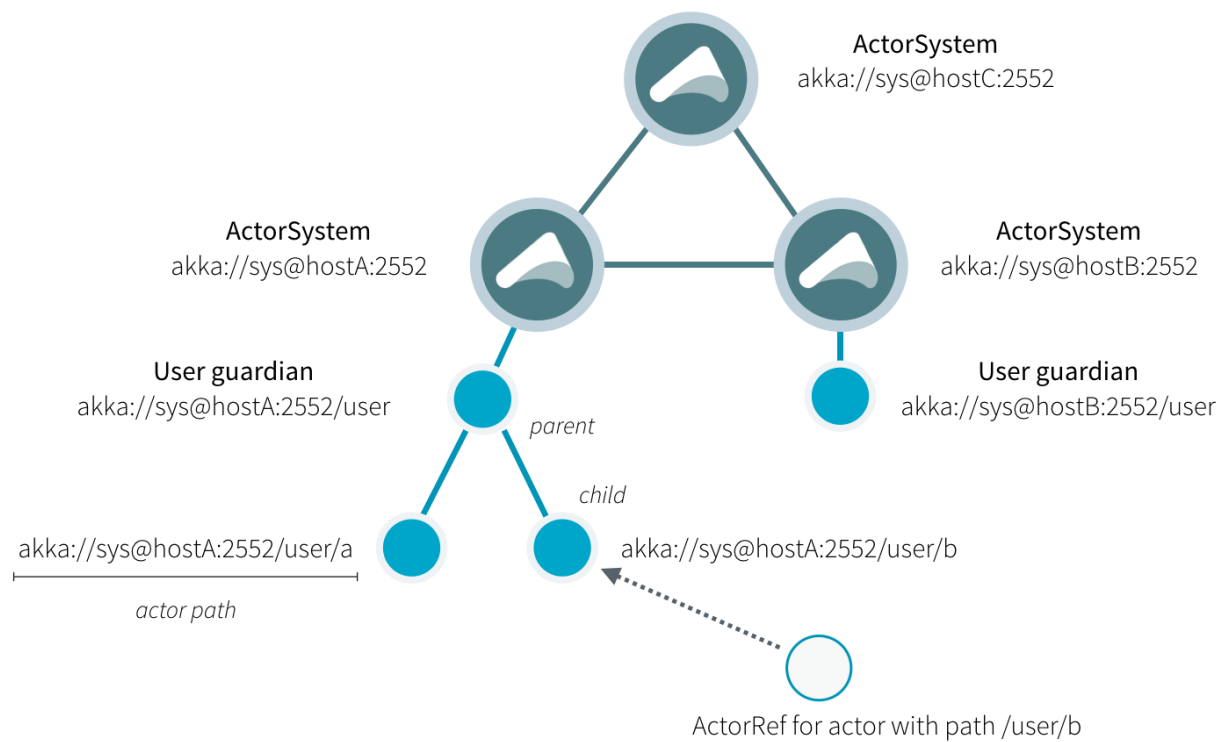 ActorSystem
akka://sys@hostC:2552
ActorSystem
akka://sys@hostA:2552
ActorSystem
akka://sys@hostB:2552
User guardian
akka://sys@hostA:2552/user
User guardian
akka://sys@hostB:2552/user
parent
child
akka://sys@hostA:2552/user/a
akka://sys@hostA:2552/user/b
actor path
ActorRef for actor with path /user/b